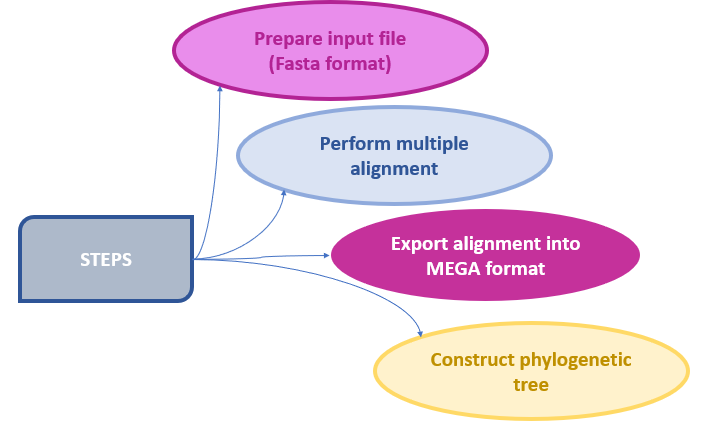 Prepare input file
(Fasta format)
Perform multiple
alignment
Export alignment into
MEGA format
STEPS
Construct phylogenetic
tree